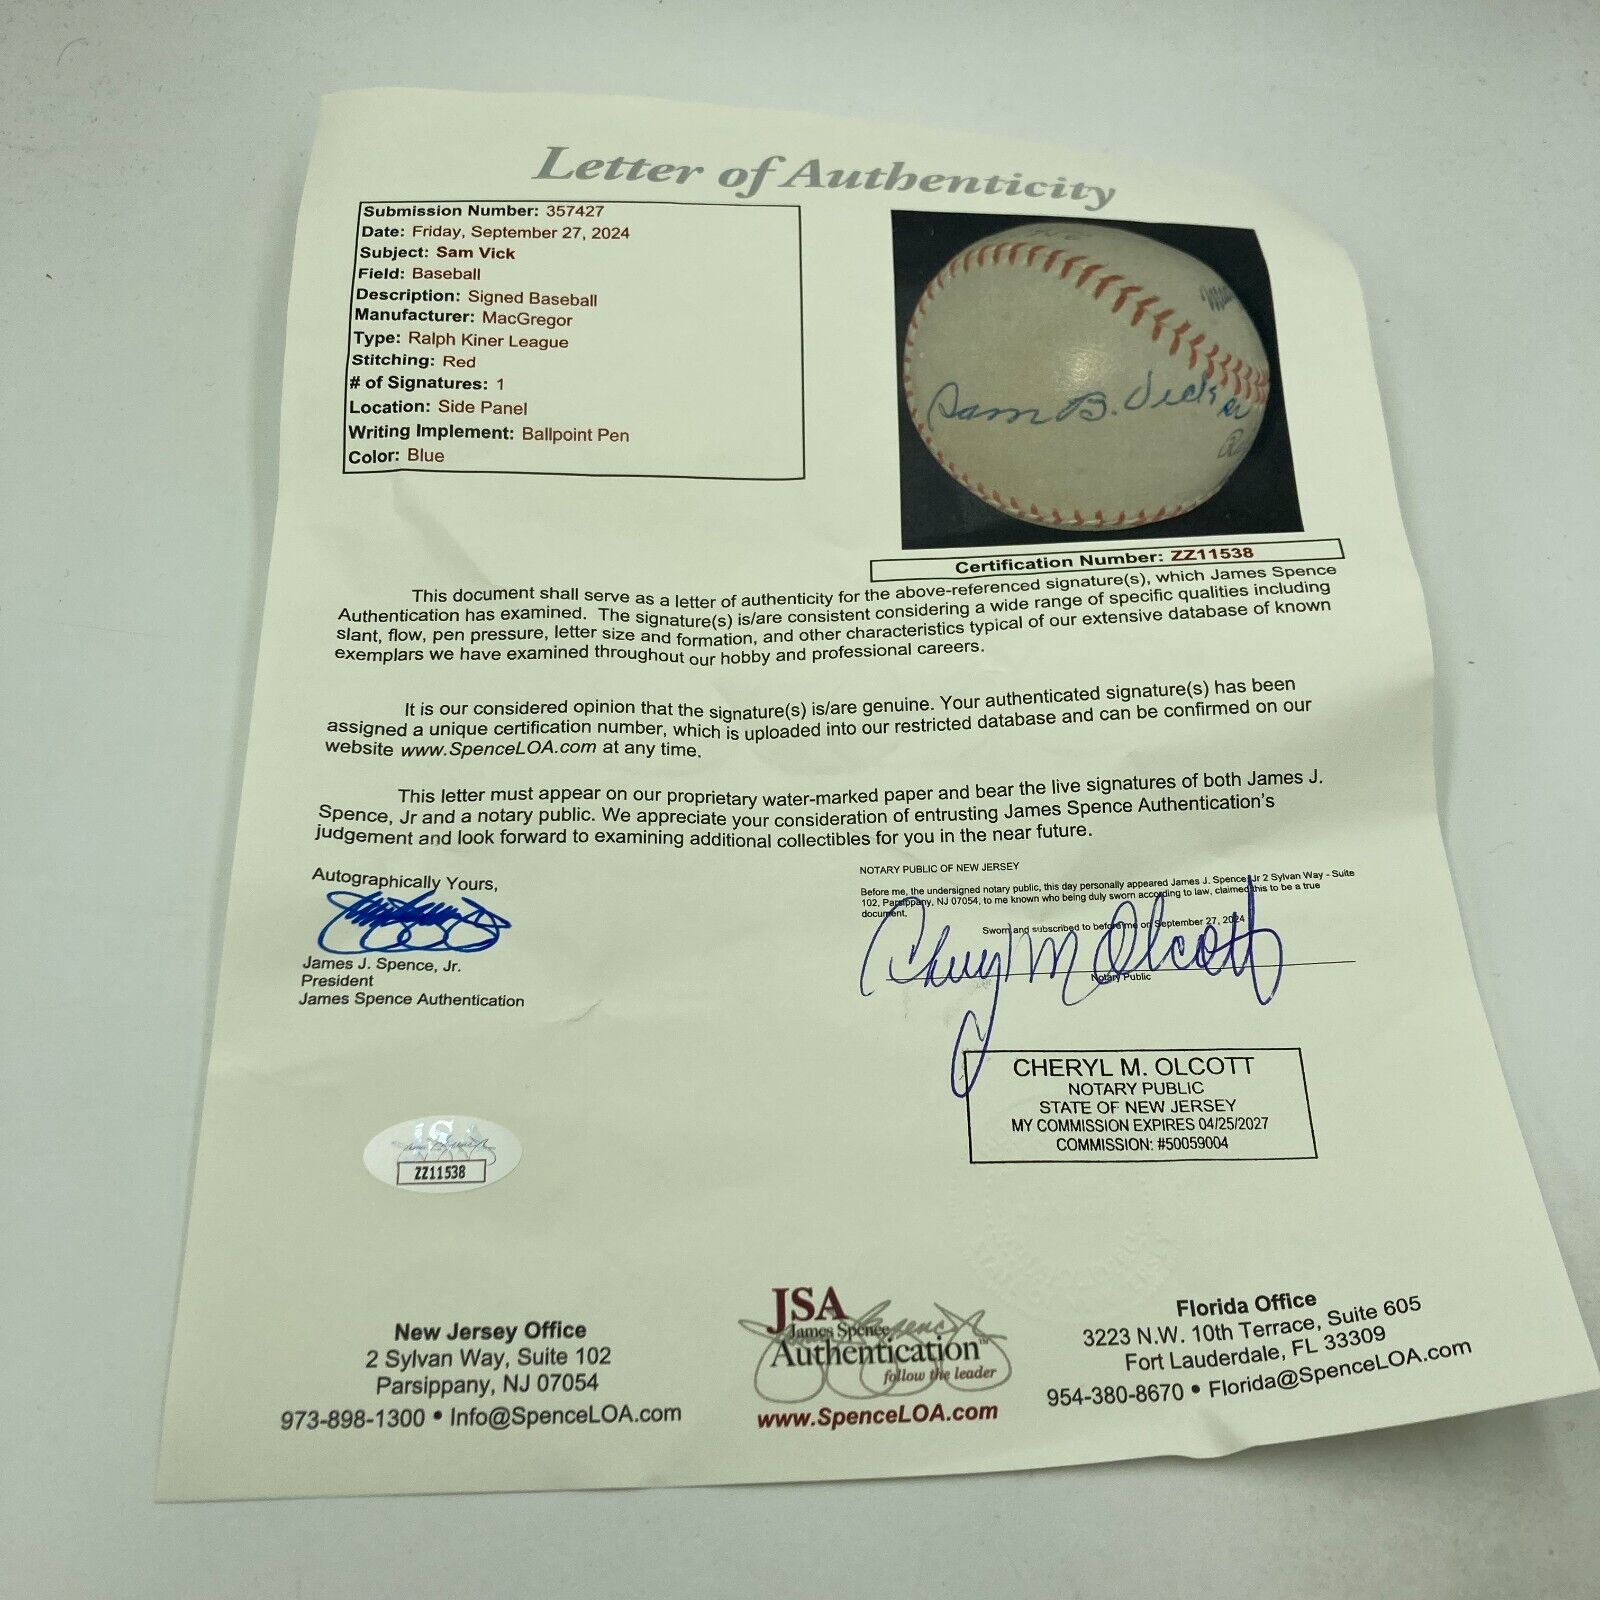 Letter of Authenticity
Submission Number: 357427
Date: Friday, September 27, 2024
Subject: Sam Vick
Field: Baseball
Description: Signed Baseball
Manufacturer: MacGregor
Type: Ralph Kiner League
Stitching: Red
# of Signatures: 1
Location: Side Panel
Writing Implement: Ballpoint Pen
Color: Blue
Sam B. Vick
Certification Number: ZZ11538
This document shall serve as a letter of authenticity for the above-referenced signature(s), which James Spence
Authentication has examined. The signature(s) is/are consistent considering a wide range of specific qualities including
slant, flow, pen pressure, letter size and formation, and other characteristics typical of our extensive database of known
exemplars we have examined throughout our hobby and professional careers.
It is our considered opinion that the signature(s) is/are genuine. Your authenticated signature(s) has been
assigned a unique certification number, which is uploaded into our restricted database and can be confirmed on our
website www.SpenceLOA.com at any time.
This letter must appear on our proprietary water-marked paper and bear the live signatures of both James J.
Spence, Jr and a notary public. We appreciate your consideration of entrusting James Spence Authentication's
judgement and look forward to examining additional collectibles for you in the near future.
Autographically Yours,
James J. Spence, Jr.
President
James Spence Authentication
NOTARY PUBLIC OF NEW JERSEY
Before me, the undersigned notary public, this day personally appeared James J. Spence, Jr 2 Sylvan Way - Suite
102, Parsippany, NJ 07054, to me known who being duly sworn according to law, claimed this to be a true
document.
Sworn and subscribed to before me on September 27, 2024
Cheryl M Olcott
Notary Public
CHERYL M. OLCOTT
NOTARY PUBLIC
STATE OF NEW JERSEY
MY COMMISSION EXPIRES 04/25/2027
COMMISSION: #50059004
JSA
ZZ11538
New Jersey Office
2 Sylvan Way, Suite 102
Parsippany, NJ 07054
973-898-1300 • Info@SpenceLOA.com
JSA
James Spence
Authentication™
follow the leader
www.SpenceLOA.com
Florida Office
3223 N.W. 10th Terrace, Suite 605
Fort Lauderdale, FL 33309
954-380-8670 • Florida@SpenceLOA.com